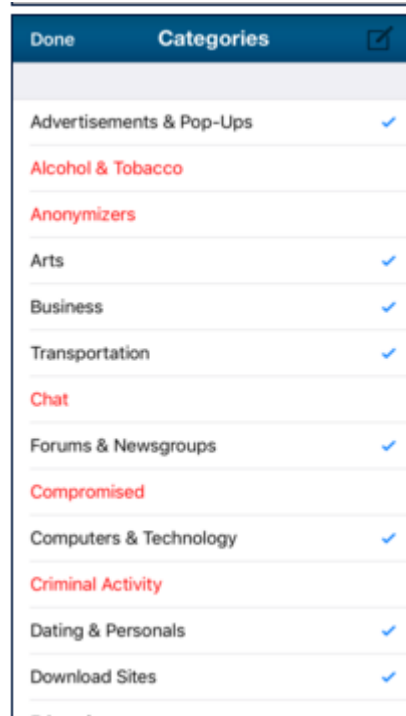 Done Categories
Advertisements & Pop-Ups
Alcohol & Tobacco
Anonymizers
Arts
Business
Transportation
Chat
Forums & Newsgroups
Compromised
Computers & Technology
Criminal Activity
Dating & Personals
Download Sites